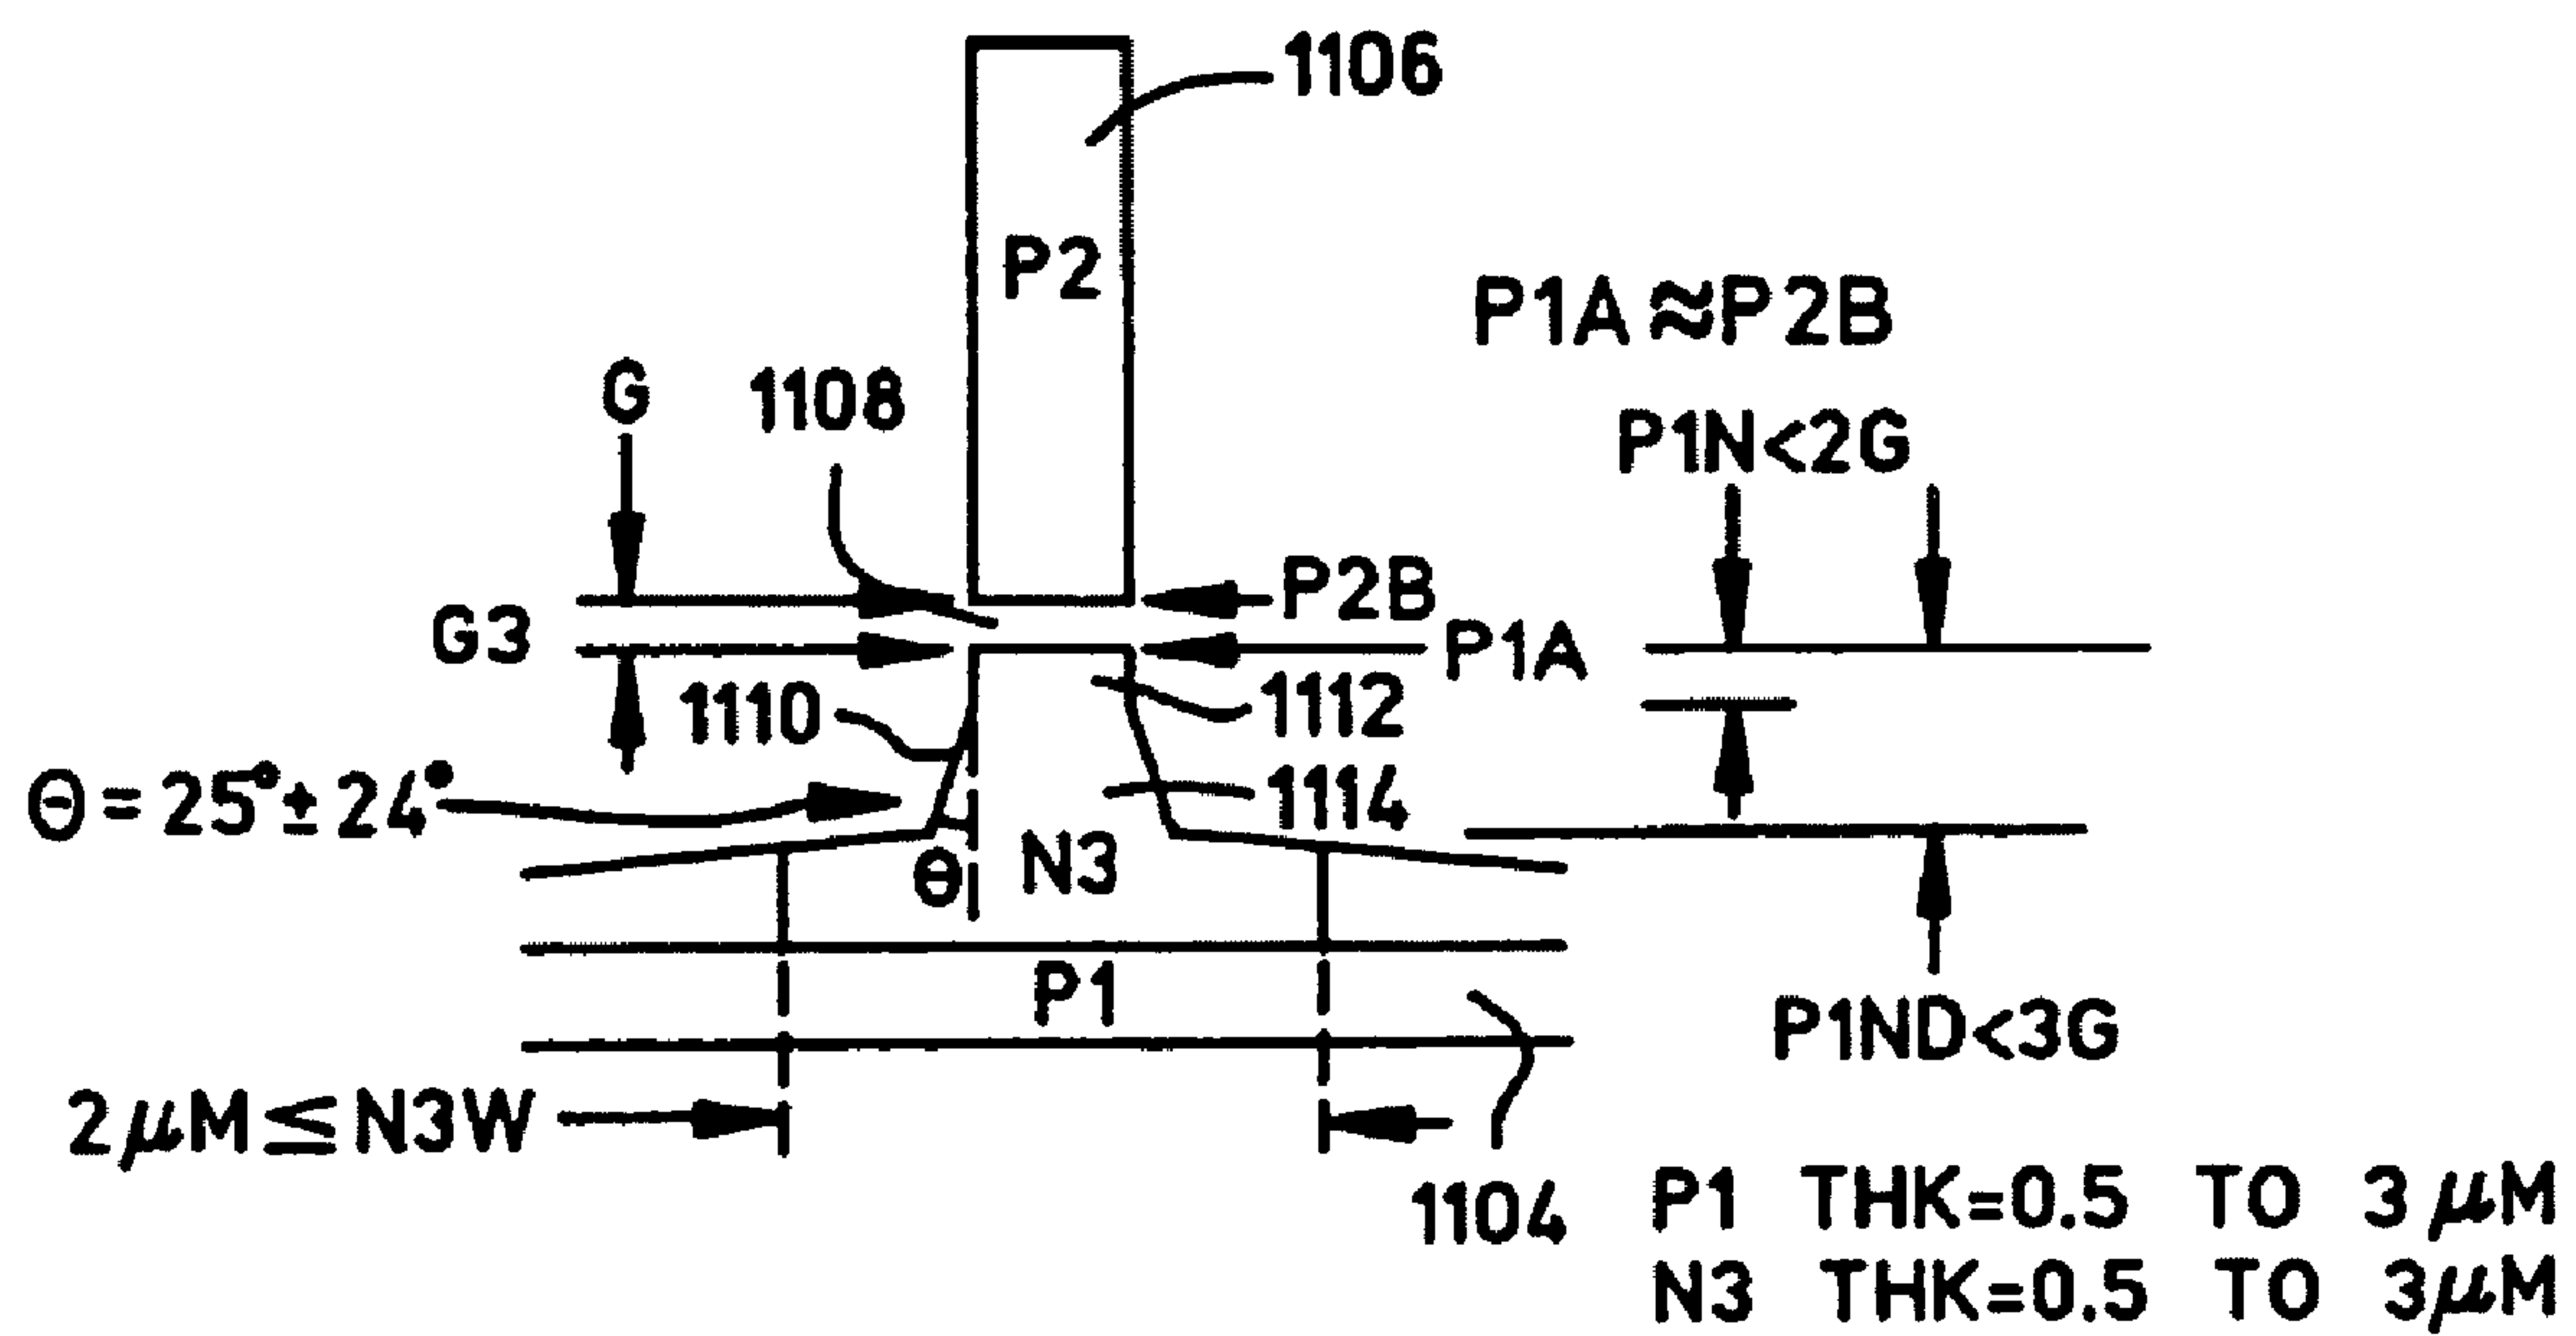 1106
P2
P1A≈P2B
G
1108
P1N<2G
P2B
G3
P1A
1110
1112
Θ=25°±24°
1114
Θ
N3
P1
P1ND<3G
2μM≦N3W
1104
P1 THK=0.5 TO 3μM
N3 THK=0.5 TO 3μM